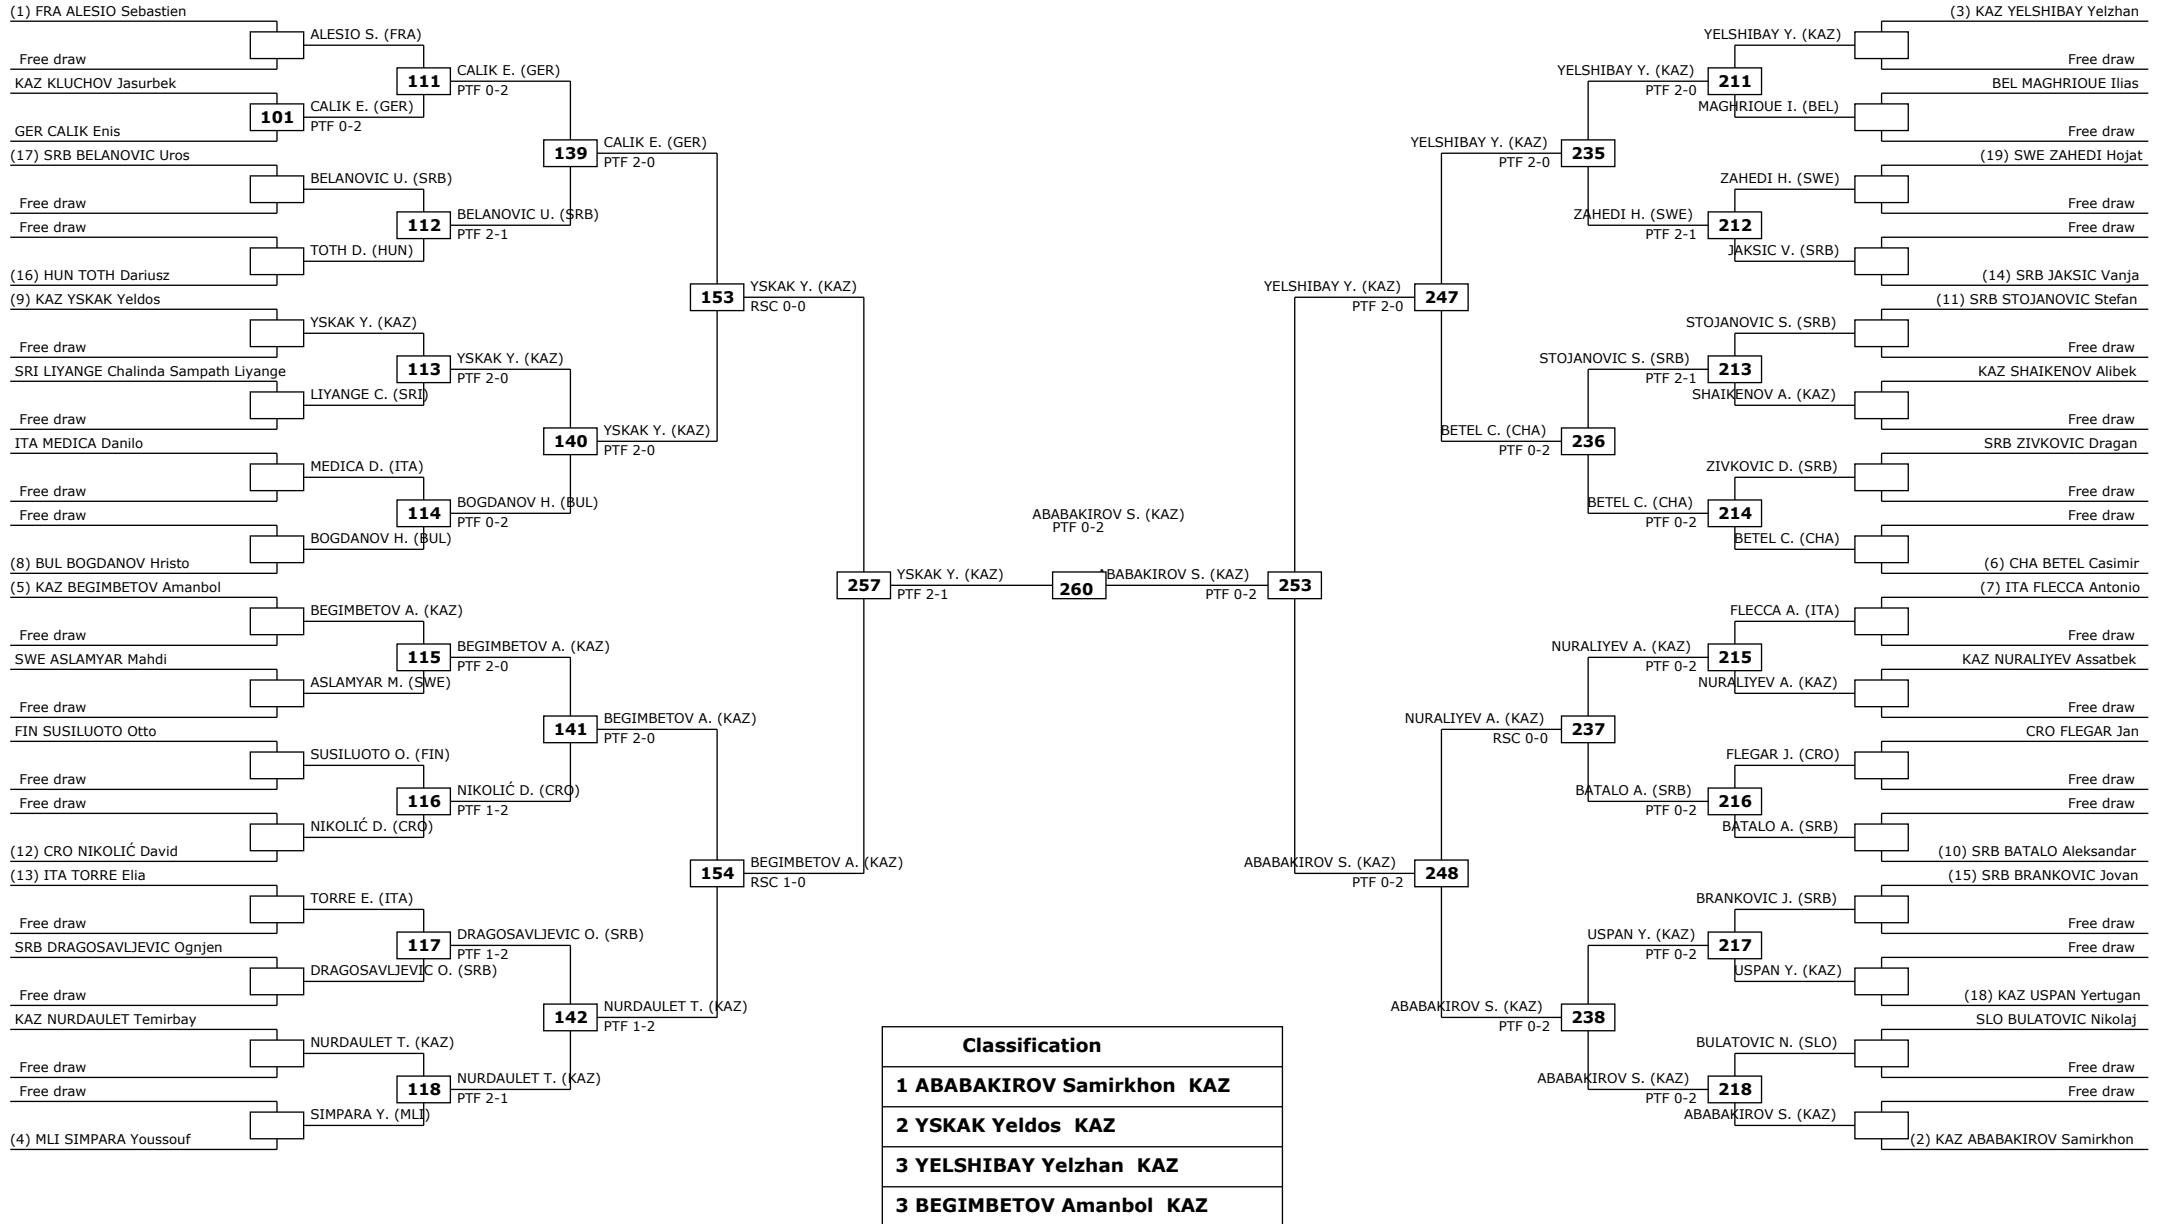 (1) FRA ALESIO Sebastien
Free draw
KAZ KLUCHOV Jasurbek
GER CALIK Enis
(17) SRB BELANOVIC Uros
Free draw
Free draw
(16) HUN TOTH Dariusz
(9) KAZ YSKAK Yeldos
Free draw
SRI LIYANGE Chalinda Sampath Liyange
Free draw
ITA MEDICA Danilo
Free draw
Free draw
(8) BUL BOGDANOV Hristo
(5) KAZ BEGIMBETOV Amanbol
Free draw
SWE ASLAMYAR Mahdi
Free draw
FIN SUSILUOTO Otto
Free draw
Free draw
(12) CRO NIKOLIĆ David
(13) ITA TORRE Elia
Free draw
SRB DRAGOSAVLJEVIC Ognjen
Free draw
KAZ NURDAULET Temirbay
Free draw
Free draw
(4) MLI SIMPARA Youssouf
ALESIO S. (FRA)
101
CALIK E. (GER)
PTF 0-2
BELANOVIC U. (SRB)
TOTH D. (HUN)
YSKAK Y. (KAZ)
LIYANGE C. (SRI)
MEDICA D. (ITA)
BOGDANOV H. (BUL)
BEGIMBETOV A. (KAZ)
ASLAMYAR M. (SWE)
SUSILUOTO O. (FIN)
NIKOLIĆ D. (CRO)
TORRE E. (ITA)
DRAGOSAVLJEVIC O. (SRB)
NURDAULET T. (KAZ)
SIMPARA Y. (MLI)
111
CALIK E. (GER)
PTF 0-2
112
BELANOVIC U. (SRB)
PTF 2-1
113
YSKAK Y. (KAZ)
PTF 2-0
114
BOGDANOV H. (BUL)
PTF 0-2
115
BEGIMBETOV A. (KAZ)
PTF 2-0
116
NIKOLIĆ D. (CRO)
PTF 1-2
117
DRAGOSAVLJEVIC O. (SRB)
PTF 1-2
118
NURDAULET T. (KAZ)
PTF 2-1
139
CALIK E. (GER)
PTF 2-0
140
YSKAK Y. (KAZ)
PTF 2-0
141
BEGIMBETOV A. (KAZ)
PTF 2-0
142
NURDAULET T. (KAZ)
PTF 1-2
153
YSKAK Y. (KAZ)
RSC 0-0
154
BEGIMBETOV A. (KAZ)
RSC 1-0
257
YSKAK Y. (KAZ)
PTF 2-1
ABABAKIROV S. (KAZ)
PTF 0-2
260
ABABAKIROV S. (KAZ)
PTF 0-2
253
YELSHIBAY Y. (KAZ)
PTF 2-0
247
ABABAKIROV S. (KAZ)
PTF 0-2
248
YELSHIBAY Y. (KAZ)
PTF 2-0
235
BETEL C. (CHA)
PTF 0-2
236
NURALIYEV A. (KAZ)
RSC 0-0
237
ABABAKIROV S. (KAZ)
PTF 0-2
238
YELSHIBAY Y. (KAZ)
PTF 2-0
211
ZAHEDI H. (SWE)
PTF 2-1
212
STOJANOVIC S. (SRB)
PTF 2-1
213
BETEL C. (CHA)
PTF 0-2
214
NURALIYEV A. (KAZ)
PTF 0-2
215
BATALO A. (SRB)
PTF 0-2
216
USPAN Y. (KAZ)
PTF 0-2
217
ABABAKIROV S. (KAZ)
PTF 0-2
218
YELSHIBAY Y. (KAZ)
MAGHRIOUE I. (BEL)
ZAHEDI H. (SWE)
JAKSIC V. (SRB)
STOJANOVIC S. (SRB)
SHAIKENOV A. (KAZ)
ZIVKOVIC D. (SRB)
BETEL C. (CHA)
FLECCA A. (ITA)
NURALIYEV A. (KAZ)
FLEGAR J. (CRO)
BATALO A. (SRB)
BRANKOVIC J. (SRB)
USPAN Y. (KAZ)
BULATOVIC N. (SLO)
ABABAKIROV S. (KAZ)
(3) KAZ YELSHIBAY Yelzhan
Free draw
BEL MAGHRIOUE Ilias
Free draw
(19) SWE ZAHEDI Hojat
Free draw
Free draw
(14) SRB JAKSIC Vanja
(11) SRB STOJANOVIC Stefan
Free draw
KAZ SHAIKENOV Alibek
Free draw
SRB ZIVKOVIC Dragan
Free draw
Free draw
(6) CHA BETEL Casimir
(7) ITA FLECCA Antonio
Free draw
KAZ NURALIYEV Assatbek
Free draw
CRO FLEGAR Jan
Free draw
Free draw
(10) SRB BATALO Aleksandar
(15) SRB BRANKOVIC Jovan
Free draw
Free draw
(18) KAZ USPAN Yertugan
SLO BULATOVIC Nikolaj
Free draw
Free draw
(2) KAZ ABABAKIROV Samirkhon
Classification
1 ABABAKIROV Samirkhon KAZ
2 YSKAK Yeldos KAZ
3 YELSHIBAY Yelzhan KAZ
3 BEGIMBETOV Amanbol KAZ